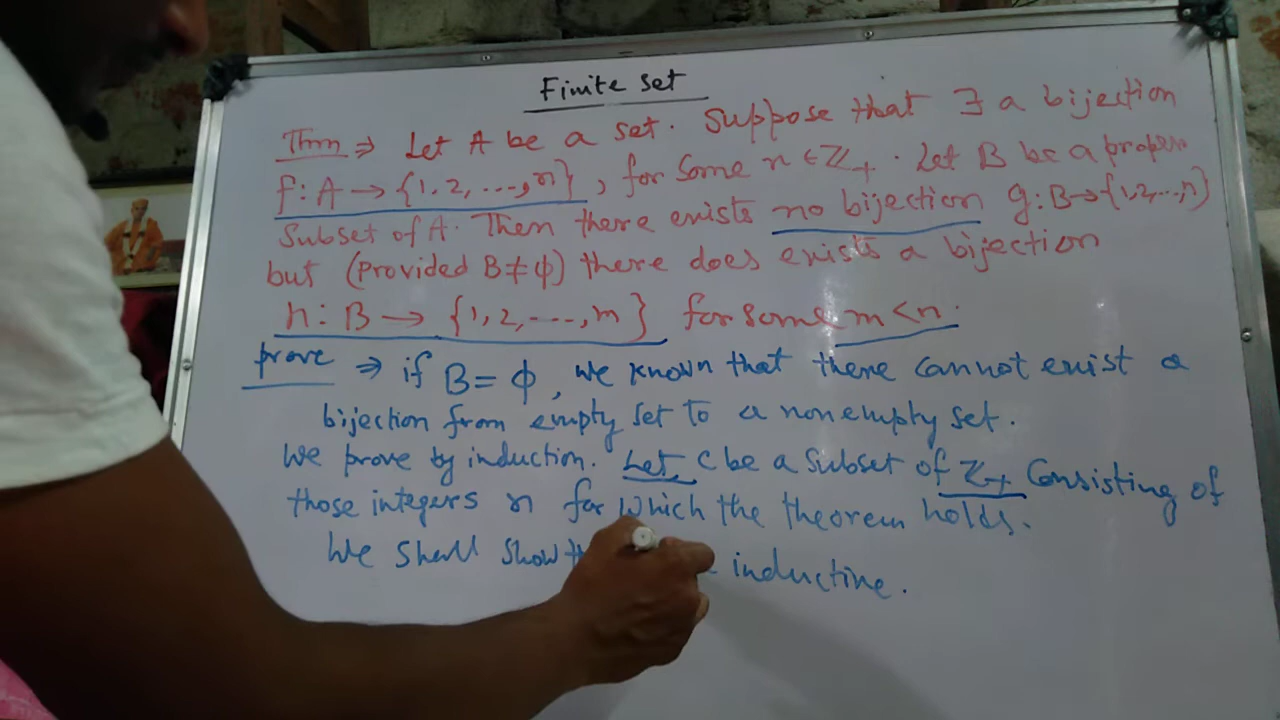 Finite set
Thm ⇒ Let A be a set. Suppose that ∃ a bijection
f: A → {1, 2, ..., n}, for some n ∈ Z₊. Let B be a proper
Subset of A. Then there exists no bijection g: B → {1,2,..., n}
but (Provided B ≠ ϕ) there does exists a bijection
h: B → {1, 2, ----, m} for some m < n.
prove ⇒ if B = ϕ, we known that there cannot exist a
bijection from empty set to a nonempty set.
We prove by induction. Let C be a subset of Z₊ Consisting of
those integers n for which the theorem holds.
We shall show inductive.